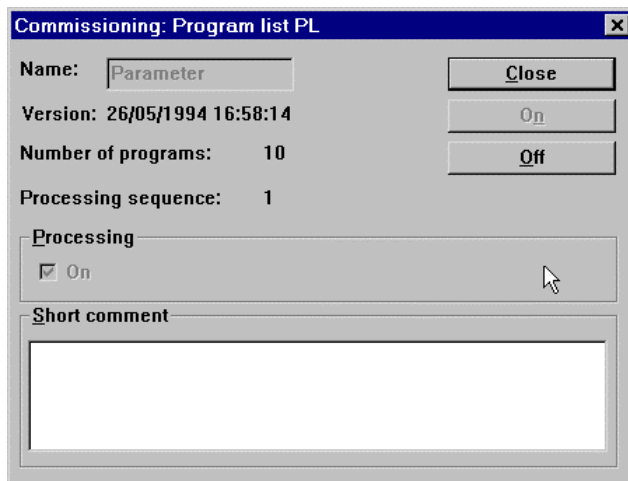 Commissioning: Program list PL
Name: Parameter
Close
Version: 26/05/1994 16:58:14
On
Number of programs: 10
Off
Processing sequence: 1
Processing
On
Short comment